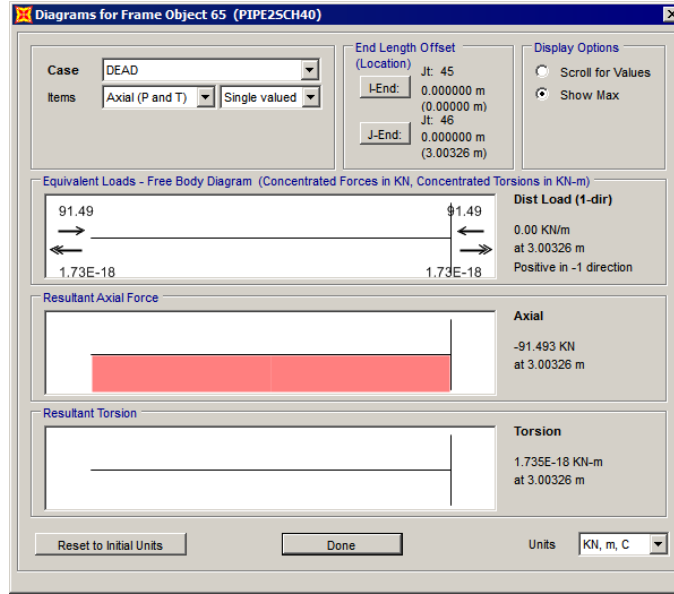 Diagrams for Frame Object 65 (PIPE2SCH40)
Case DEAD
Items Axial (P and T) Single valued
End Length Offset
(Location)
Jt: 45
I-End: 0.000000 m
(0.00000 m)
Jt: 46
J-End: 0.000000 m
(3.00326 m)
Display Options
Scroll for Values
Show Max
Equivalent Loads - Free Body Diagram (Concentrated Forces in KN, Concentrated Torsions in KN-m)
91.49 91.49
1.73E-18 1.73E-18
Dist Load (1-dir)
0.00 KN/m
at 3.00326 m
Positive in -1 direction
Resultant Axial Force
Axial
-91.493 KN
at 3.00326 m
Resultant Torsion
Torsion
1.735E-18 KN-m
at 3.00326 m
Reset to Initial Units Done Units KN, m, C